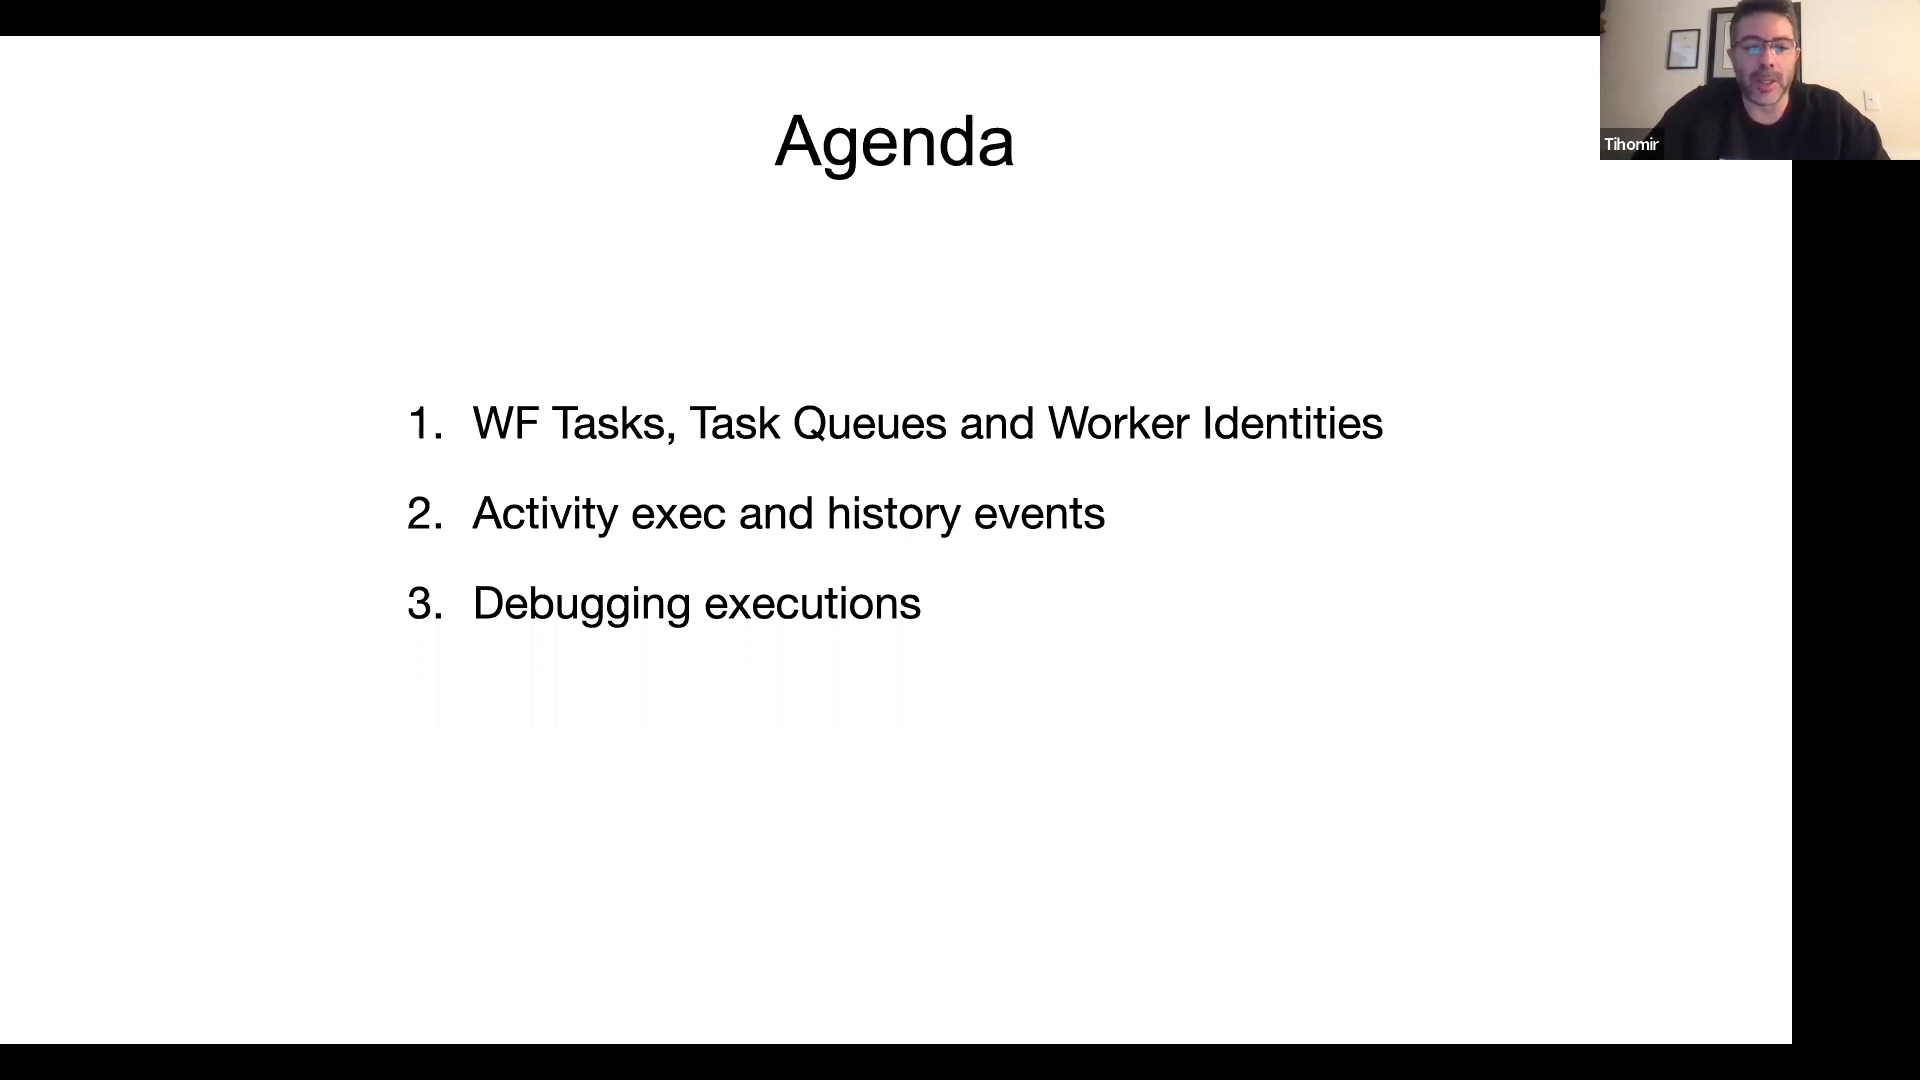 Agenda
1. WF Tasks, Task Queues and Worker Identities
2. Activity exec and history events
3. Debugging executions
Tihomir